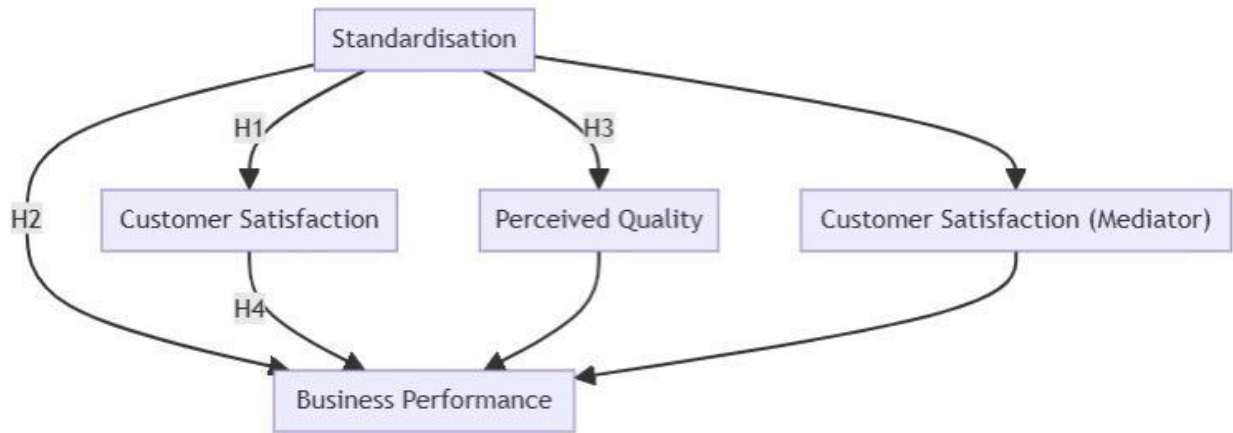 Standardisation
H1
H3
H2
Customer Satisfaction
Perceived Quality
Customer Satisfaction (Mediator)
H4
Business Performance